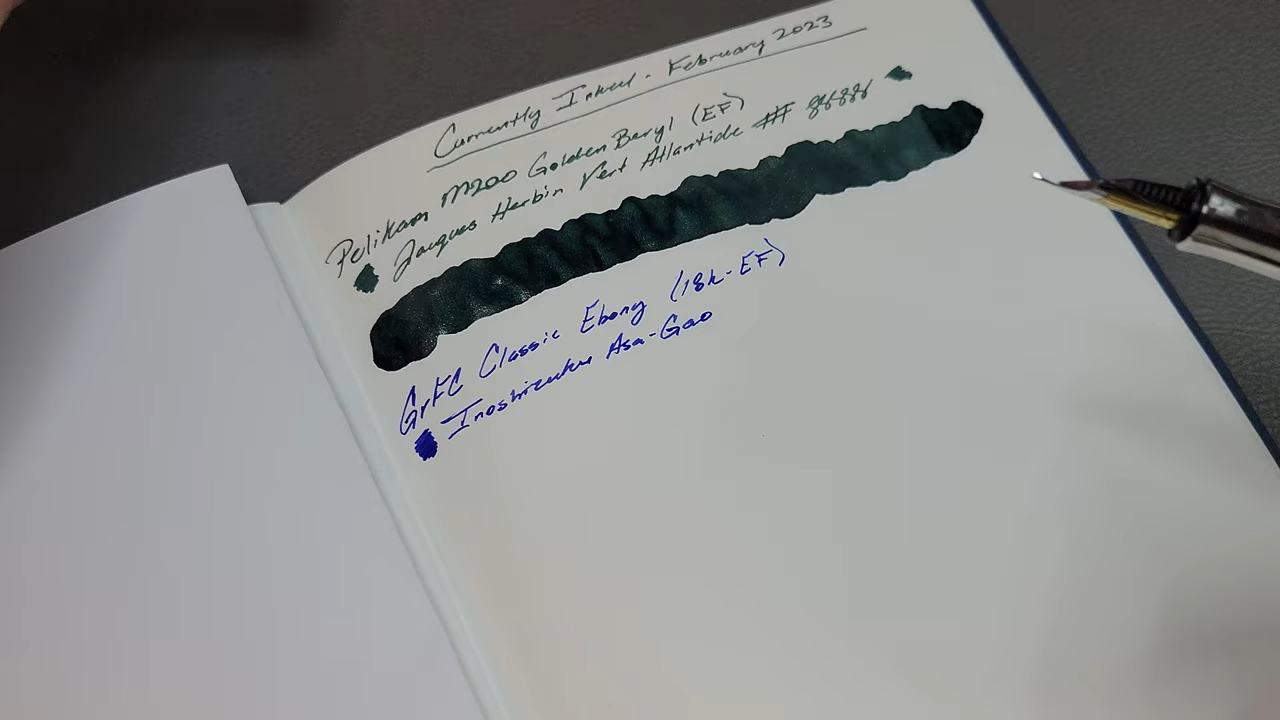 Currently Inked - February 2023
Pelikan M200 Golden Beryl (EF)
Jacques Herbin Vert Atlantide ## 888888
GvFC Classic Ebony (18k-EF)
Iroshizuku Asa-Gao